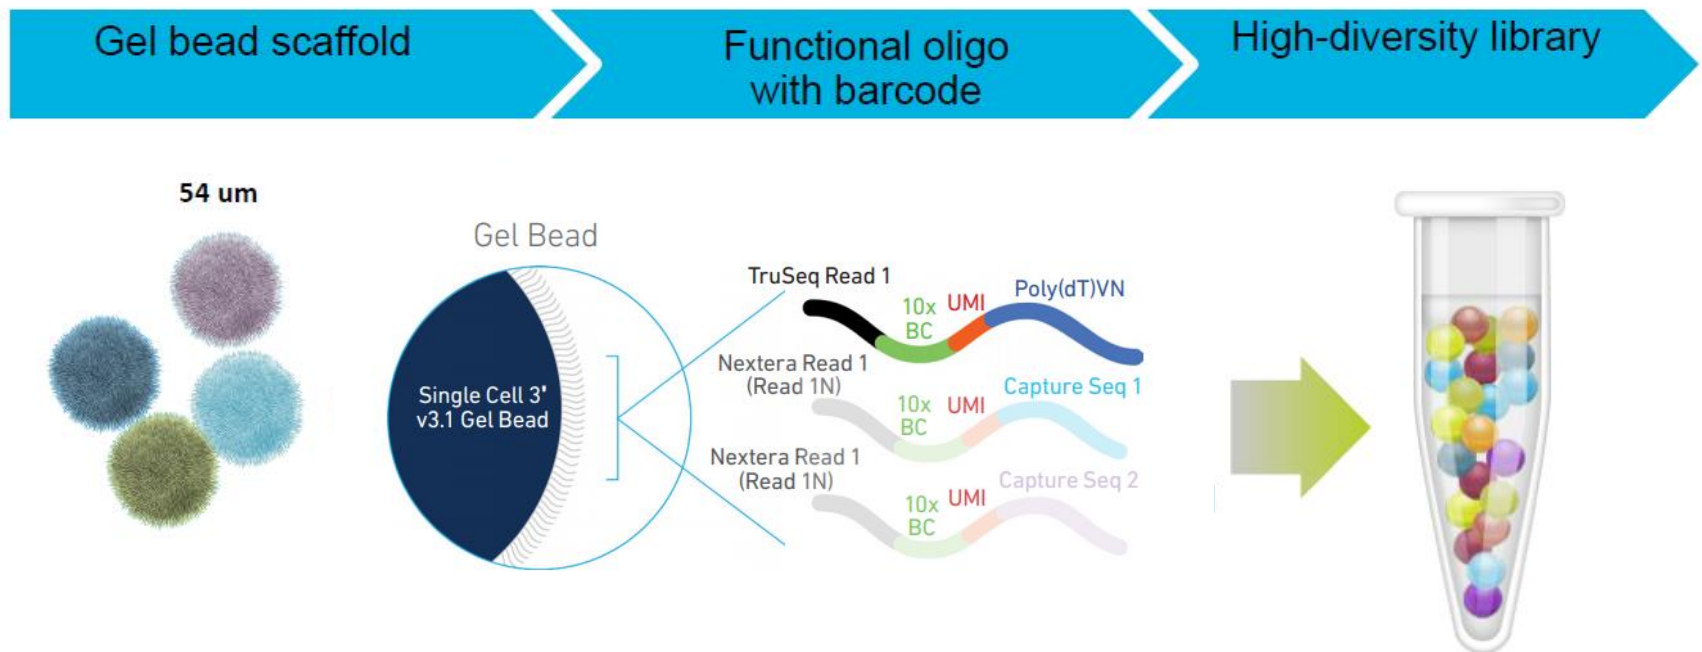 Gel bead scaffold
Functional oligo
with barcode
High-diversity library
54 um
Gel Bead
Single Cell 3'
v3.1 Gel Bead
TruSeq Read 1
10x
BC
UMI
Poly(dT)VN
Nextera Read 1
(Read 1N)
10x
BC
UMI
Capture Seq 1
Nextera Read 1
(Read 1N)
10x
BC
UMI
Capture Seq 2